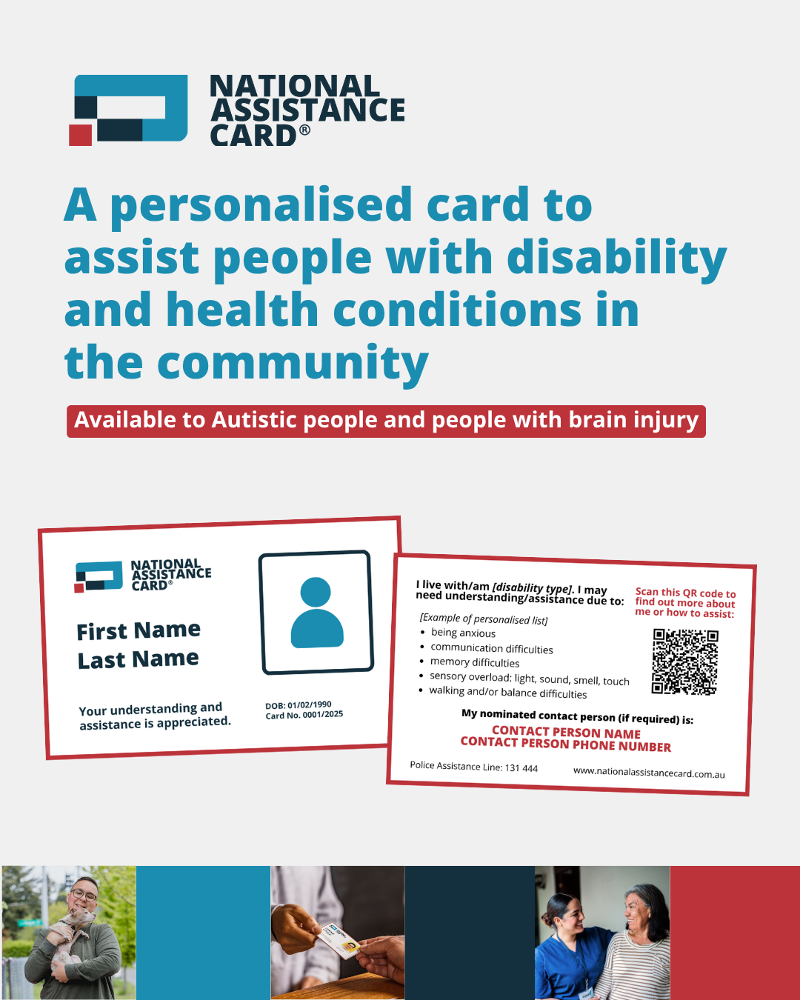 NATIONAL
ASSISTANCE
CARD®
A personalised card to
assist people with disability
and health conditions in
the community
Available to Autistic people and people with brain injury
NATIONAL
ASSISTANCE
CARD®
First Name
Last Name
Your understanding and
assistance is appreciated.
DOB: 01/02/1990
Card No. 0001/2025
I live with/am [disability type]. I may
need understanding/assistance due to:
[Example of personalised list]
• being anxious
• communication difficulties
• memory difficulties
• sensory overload: light, sound, smell, touch
• walking and/or balance difficulties
Scan this QR code to
find out more about
me or how to assist:
My nominated contact person (if required) is:
CONTACT PERSON NAME
CONTACT PERSON PHONE NUMBER
Police Assistance Line: 131 444
www.nationalassistancecard.com.au